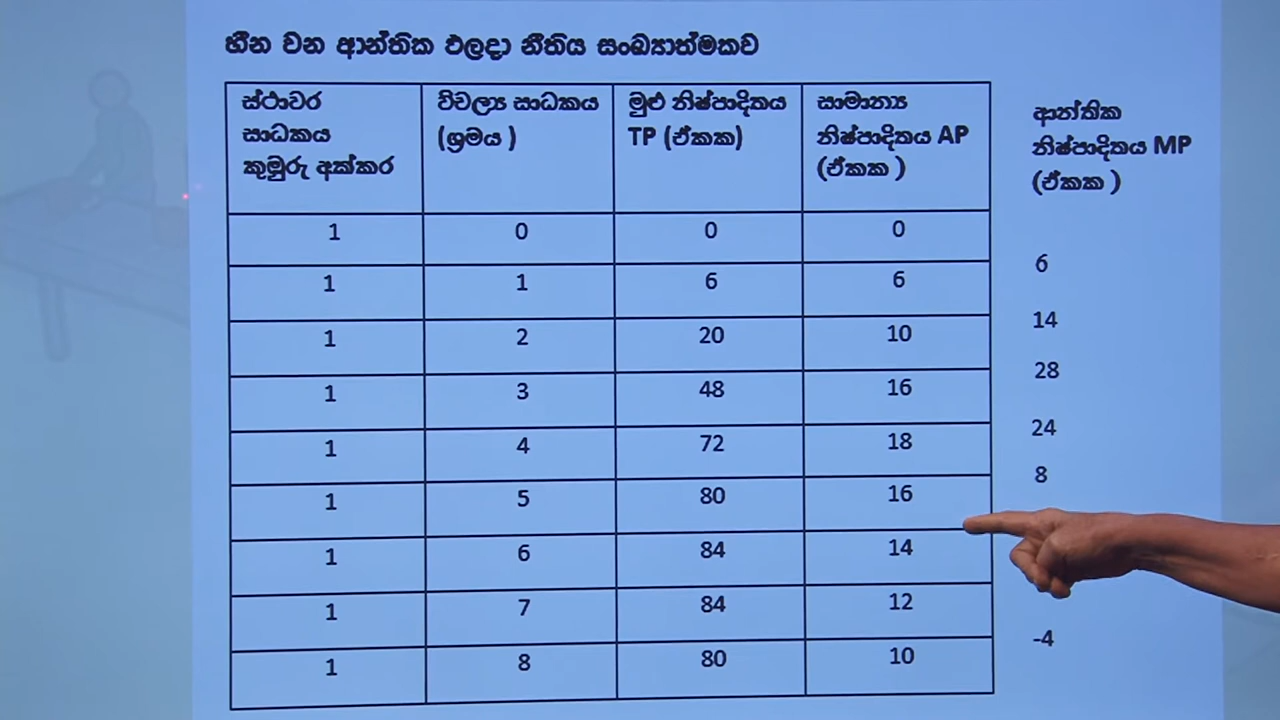 හීන වන ආන්තික ඵලදා නීතිය සංඛ්‍යාත්මකව
ස්ථාවර සාධකය කුමුරු අක්කර | විචල්‍ය සාධකය (ශ්‍රමය ) | මුළු නිෂ්පාදිතය TP (ඒකක) | සාමාන්‍ය නිෂ්පාදිතය AP (ඒකක ) | ආන්තික නිෂ්පාදිතය MP (ඒකක )
1 0 0 0
6
1 1 6 6
14
1 2 20 10
28
1 3 48 16
24
1 4 72 18
8
1 5 80 16
1 6 84 14
1 7 84 12
-4
1 8 80 10